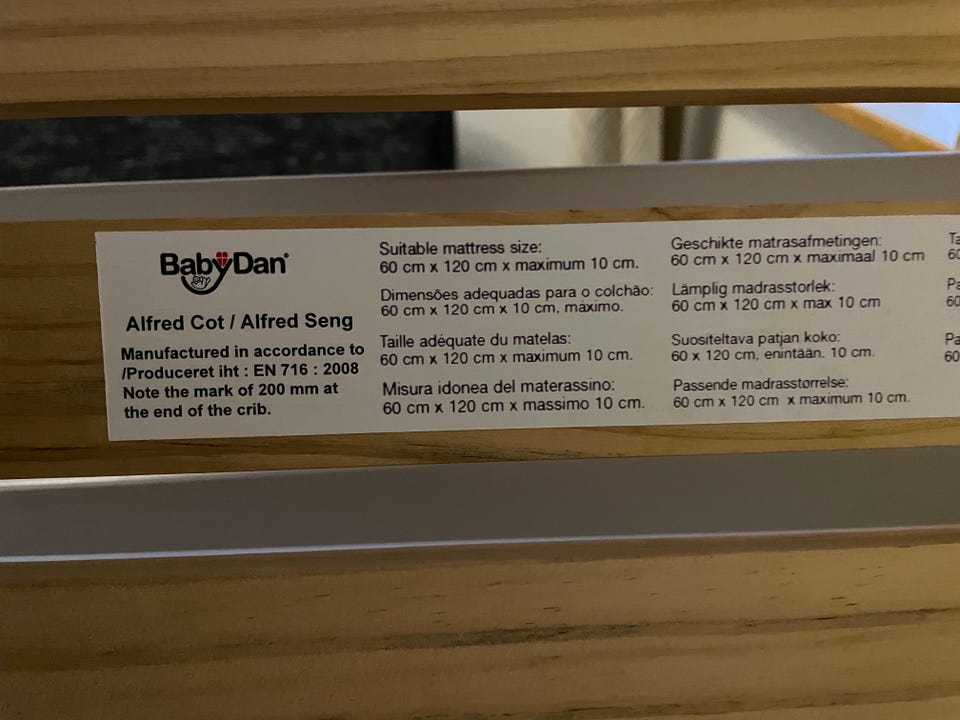 BabyDan
Alfred Cot / Alfred Seng
Manufactured in accordance to
/Produceret iht : EN 716 : 2008
Note the mark of 200 mm at
the end of the crib.
Suitable mattress size:
60 cm x 120 cm x maximum 10 cm.
Dimensões adequadas para o colchão:
60 cm x 120 cm x 10 cm, máximo.
Taille adéquate du matelas:
60 cm x 120 cm x maximum 10 cm.
Misura idonea del materassino:
60 cm x 120 cm x massimo 10 cm.
Geschikte matrasafmetingen:
60 cm x 120 cm x maximaal 10 cm
Lämplig madrasstorlek:
60 cm x 120 cm x max 10 cm
Suositeltava patjan koko:
60 x 120 cm, enintään. 10 cm.
Passende madrasstørrelse:
60 cm x 120 cm x maximum 10 cm.